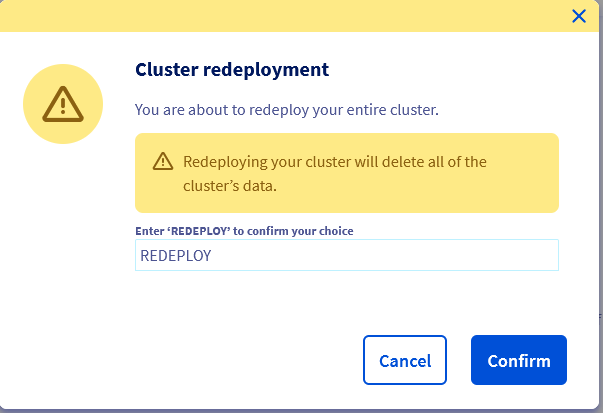 Cluster redeployment
You are about to redeploy your entire cluster.
Redeploying your cluster will delete all of the
cluster’s data.
Enter ‘REDEPLOY’ to confirm your choice
REDEPLOY
Cancel
Confirm